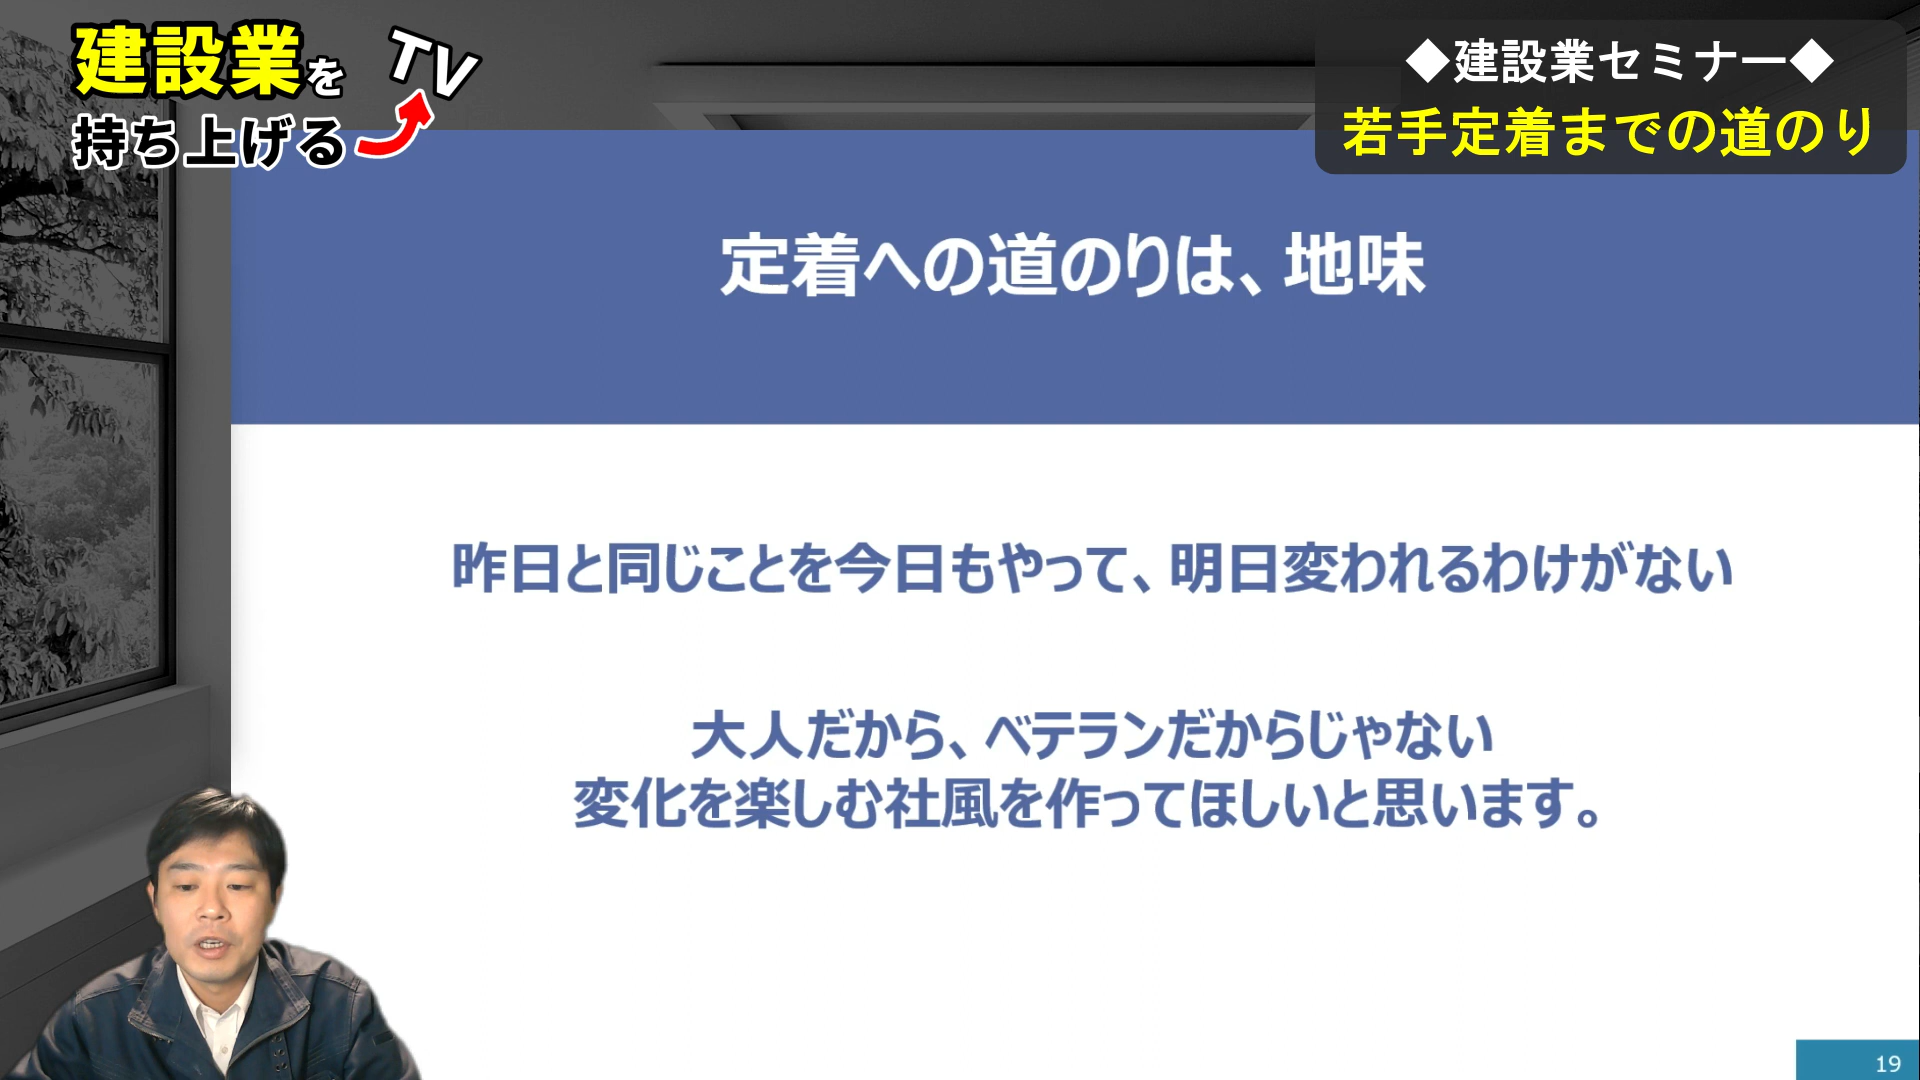 建設業を
持ち上げる
TV
◆建設業セミナー◆
若手定着までの道のり
定着への道のりは、地味
昨日と同じことを今日もやって、明日変われるわけがない
大人だから、ベテランだからじゃない
変化を楽しむ社風を作ってほしいと思います。
19